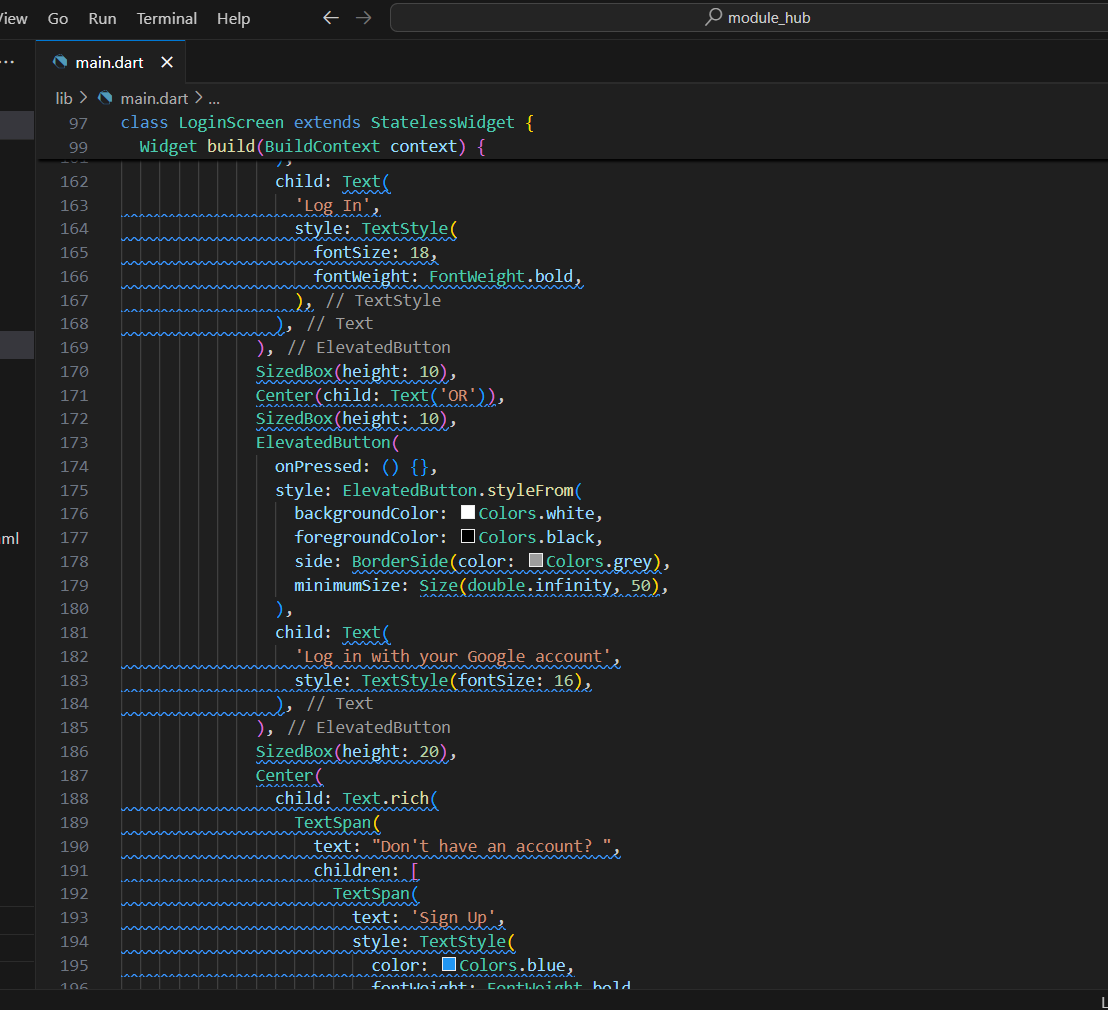 View Go Run Terminal Help ← → module_hub
... main.dart ×
lib > main.dart > ...
97 class LoginScreen extends StatelessWidget {
99 Widget build(BuildContext context) {
161 ),
162 child: Text(
163 'Log In',
164 style: TextStyle(
165 fontSize: 18,
166 fontWeight: FontWeight.bold,
167 ), // TextStyle
168 ), // Text
169 ), // ElevatedButton
170 SizedBox(height: 10),
171 Center(child: Text('OR')),
172 SizedBox(height: 10),
173 ElevatedButton(
174 onPressed: () {},
175 style: ElevatedButton.styleFrom(
176 backgroundColor: Colors.white,
177 foregroundColor: Colors.black,
178 side: BorderSide(color: Colors.grey),
179 minimumSize: Size(double.infinity, 50),
180 ),
181 child: Text(
182 'Log in with your Google account',
183 style: TextStyle(fontSize: 16),
184 ), // Text
185 ), // ElevatedButton
186 SizedBox(height: 20),
187 Center(
188 child: Text.rich(
189 TextSpan(
190 text: "Don't have an account? ",
191 children: [
192 TextSpan(
193 text: 'Sign Up',
194 style: TextStyle(
195 color: Colors.blue,
196 fontWeight: FontWeight.bold
aml
L